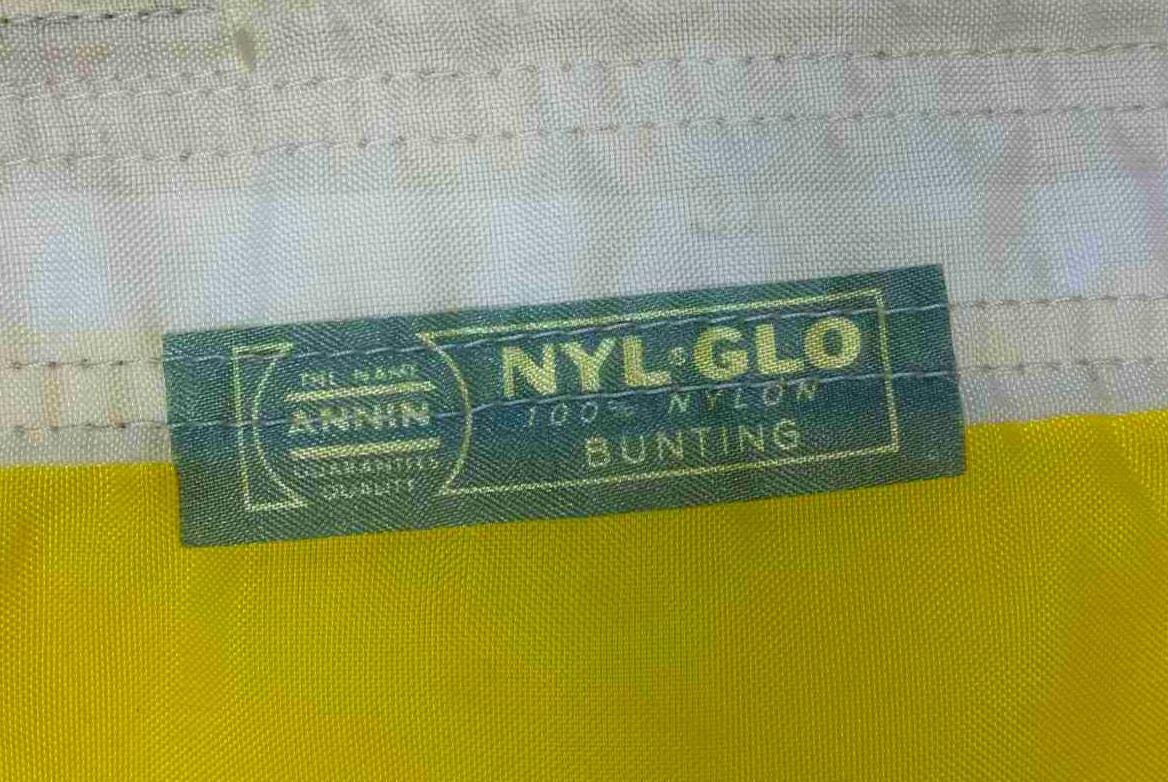 THE NAME
ANNIN
GUARANTEES
QUALITY
NYL·GLO
100% NYLON
BUNTING